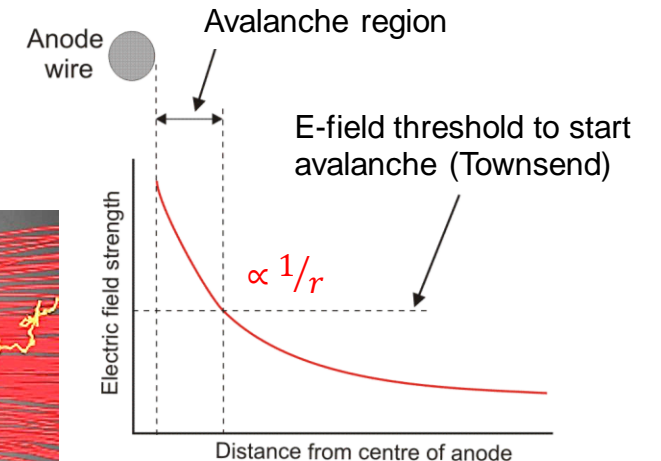 Anode
wire
Avalanche region
E-field threshold to start
avalanche (Townsend)
∝ 1/r
Electric field strength
Distance from centre of anode